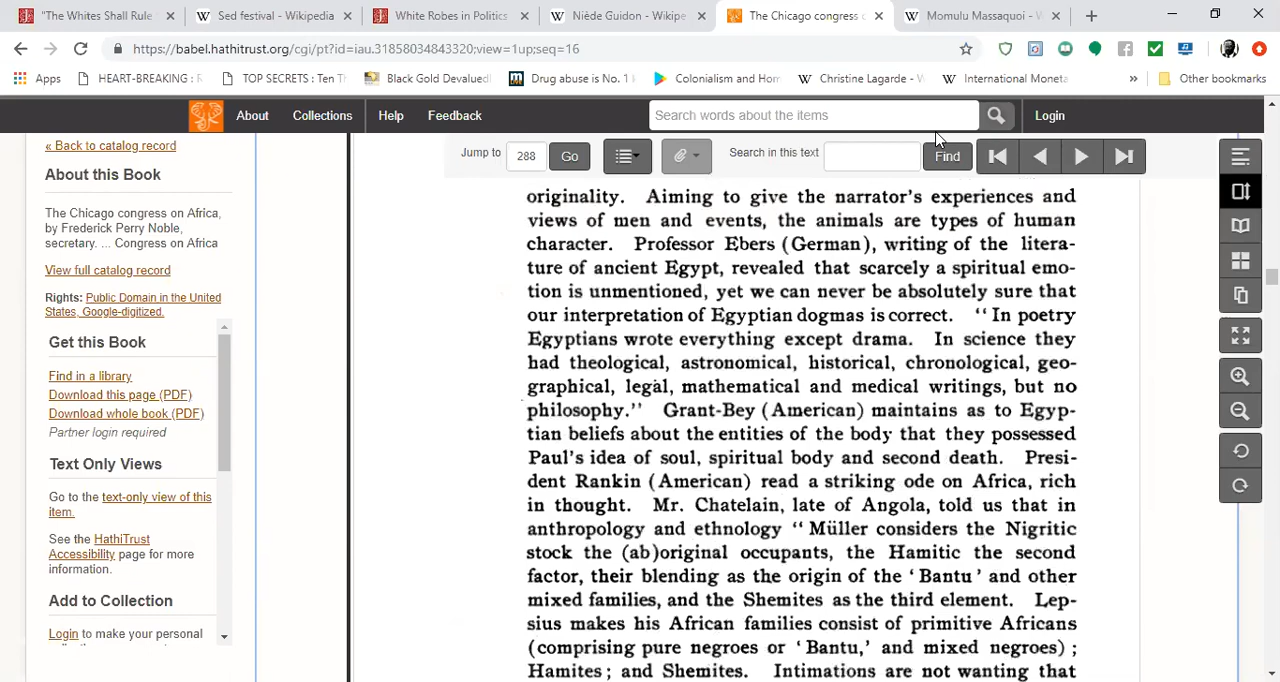 "The Whites Shall Rule
Sed festival - Wikipedia
White Robes in Politics
Niède Guidon - Wikipe
The Chicago congress o
Momulu Massaquoi - W
https://babel.hathitrust.org/cgi/pt?id=iau.31858034843320;view=1up;seq=16
Apps
HEART-BREAKING : R
TOP SECRETS : Ten Th
Black Gold Devalued
Drug abuse is No. 1 k
Colonialism and Hom
Christine Lagarde - W
International Moneta
»
Other bookmarks
About
Collections
Help
Feedback
Search words about the items
Login
« Back to catalog record
About this Book
The Chicago congress on Africa,
by Frederick Perry Noble,
secretary. ... Congress on Africa
View full catalog record
Rights: Public Domain in the United
States, Google-digitized.
Get this Book
Find in a library
Download this page (PDF)
Download whole book (PDF)
Partner login required
Text Only Views
Go to the text-only view of this
item.
See the HathiTrust
Accessibility page for more
information.
Add to Collection
Login to make your personal
Jump to
288
Go
Search in this text
Find
originality. Aiming to give the narrator's experiences and
views of men and events, the animals are types of human
character. Professor Ebers (German), writing of the litera-
ture of ancient Egypt, revealed that scarcely a spiritual emo-
tion is unmentioned, yet we can never be absolutely sure that
our interpretation of Egyptian dogmas is correct. "In poetry
Egyptians wrote everything except drama. In science they
had theological, astronomical, historical, chronological, geo-
graphical, legal, mathematical and medical writings, but no
philosophy." Grant-Bey (American) maintains as to Egyp-
tian beliefs about the entities of the body that they possessed
Paul's idea of soul, spiritual body and second death. Presi-
dent Rankin (American) read a striking ode on Africa, rich
in thought. Mr. Chatelain, late of Angola, told us that in
anthropology and ethnology "Müller considers the Nigritic
stock the (ab)original occupants, the Hamitic the second
factor, their blending as the origin of the 'Bantu' and other
mixed families, and the Shemites as the third element. Lep-
sius makes his African families consist of primitive Africans
(comprising pure negroes or 'Bantu,' and mixed negroes);
Hamites; and Shemites. Intimations are not wanting that